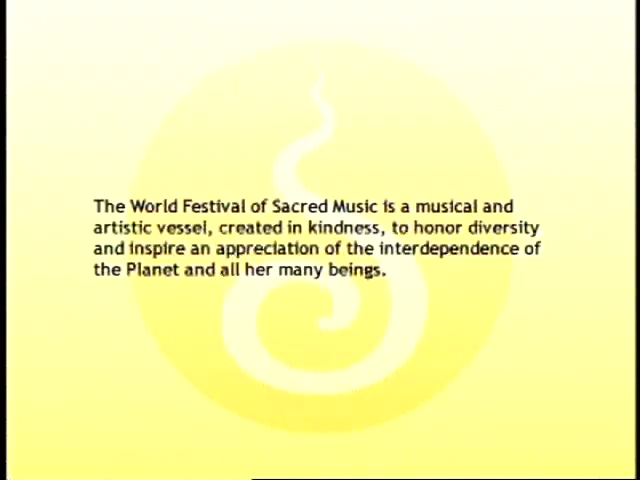 The World Festival of Sacred Music is a musical and
artistic vessel, created in kindness, to honor diversity
and inspire an appreciation of the interdependence of
the Planet and all her many beings.